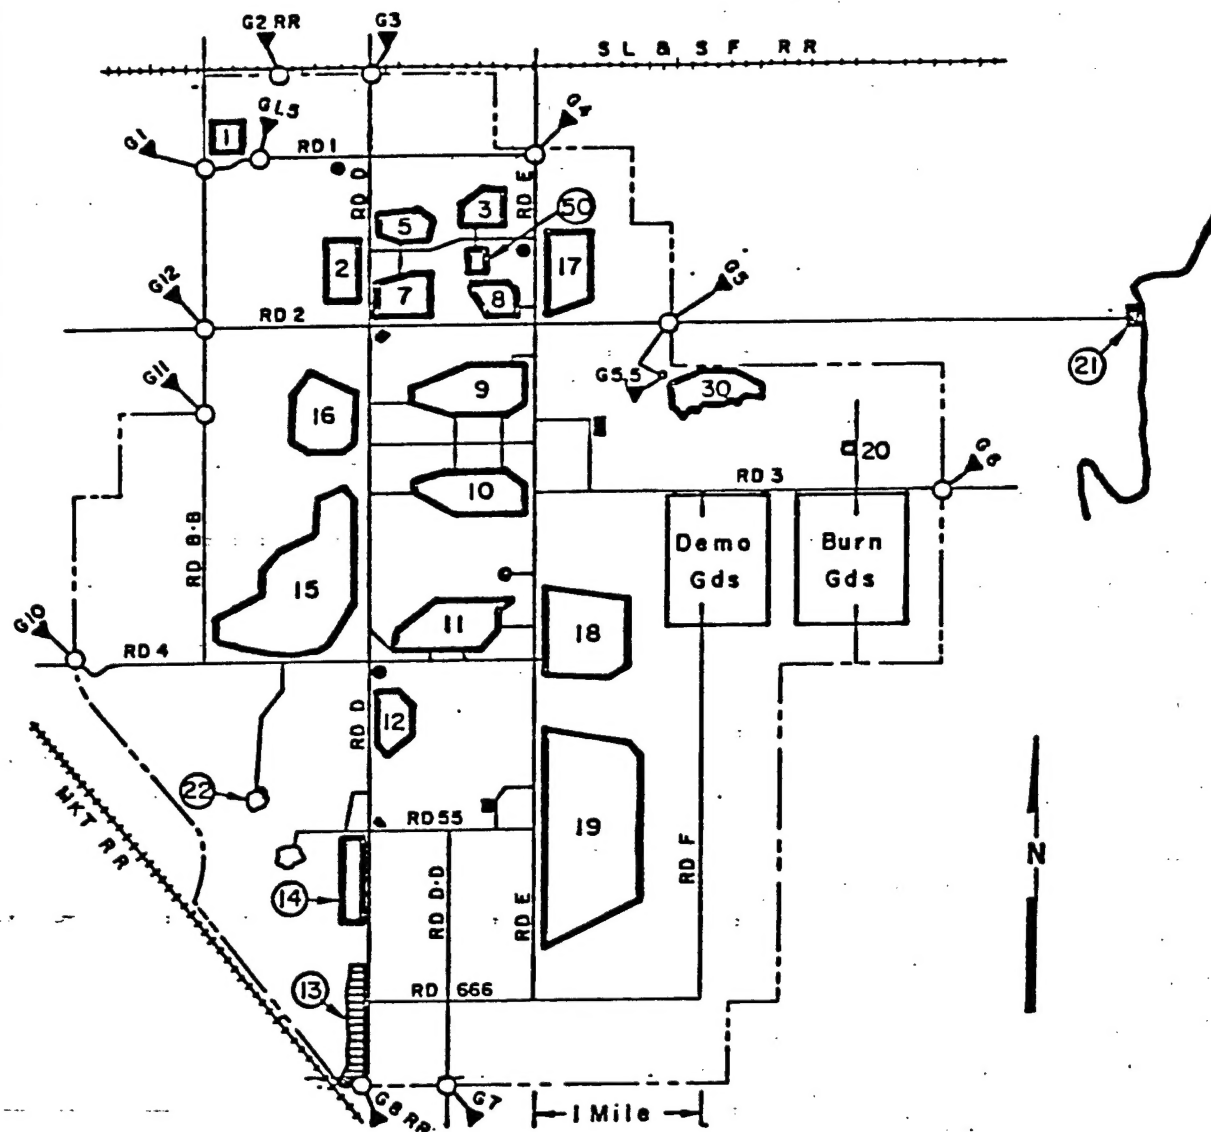 G2 RR
G3
SL & SF RR
G1
1
GL5
RD 1
G4
RD D
5
3
RD E
50
2
7
8
17
G12
RD 2
G5
21
G11
G5.5
30
16
9
20
G6
10
RD 3
RD B-B
15
Demo
Gds
Burn
Gds
G10
11
18
RD 4
RD D
12
22
MKT RR
RD 55
19
RD F
N
14
RD D-D
RD E
13
RD 666
G8 RR
G7
1 Mile